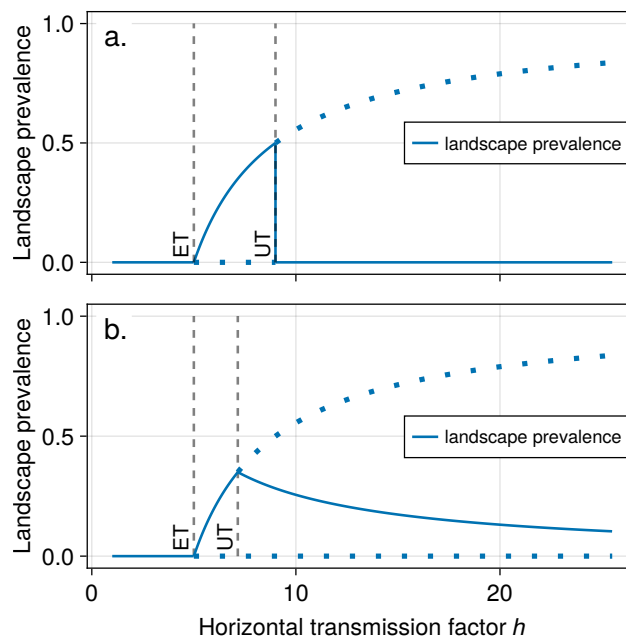 a.
1.0
0.5
0.0
Landscape prevalence
ET
UT
landscape prevalence
b.
1.0
0.5
0.0
Landscape prevalence
ET
UT
landscape prevalence
0
10
20
Horizontal transmission factor h